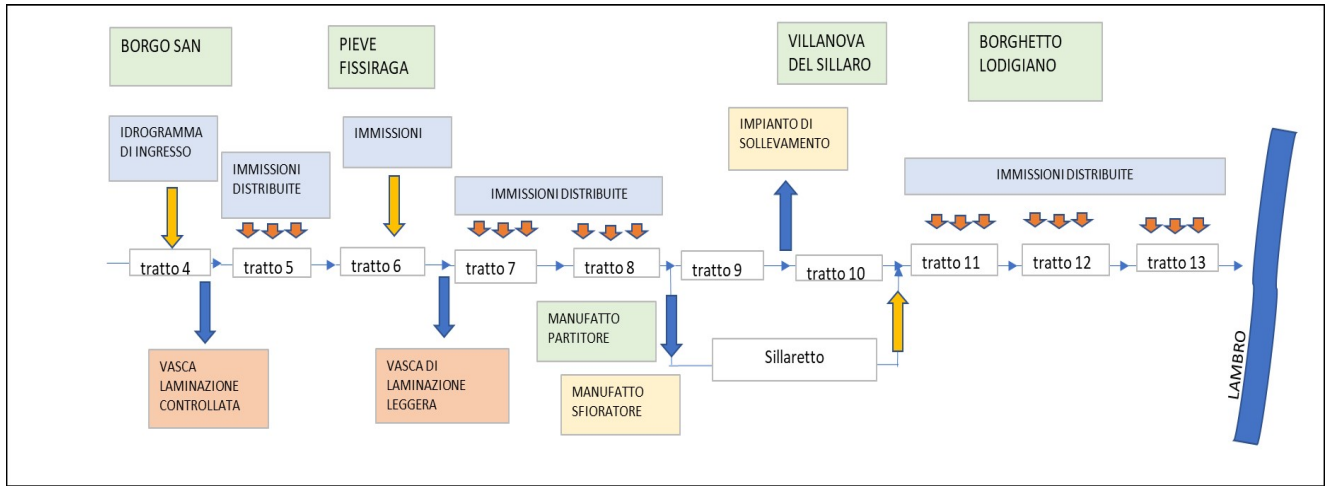 BORGO SAN
PIEVE
FISSIRAGA
VILLANOVA
DEL SILLARO
BORGHETTO
LODIGIANO
IDROGRAMMA
DI INGRESSO
IMMISSIONI
DISTRIBUITE
IMMISSIONI
IMMISSIONI DISTRIBUITE
IMPIANTO DI
SOLLEVAMENTO
IMMISSIONI DISTRIBUITE
tratto 4
tratto 5
tratto 6
tratto 7
tratto 8
tratto 9
tratto 10
tratto 11
tratto 12
tratto 13
VASCA
LAMINAZIONE
CONTROLLATA
VASCA DI
LAMINAZIONE
LEGGERA
MANUFATTO
PARTITORE
MANUFATTO
SFIORATORE
Sillaretto
LAMBRO